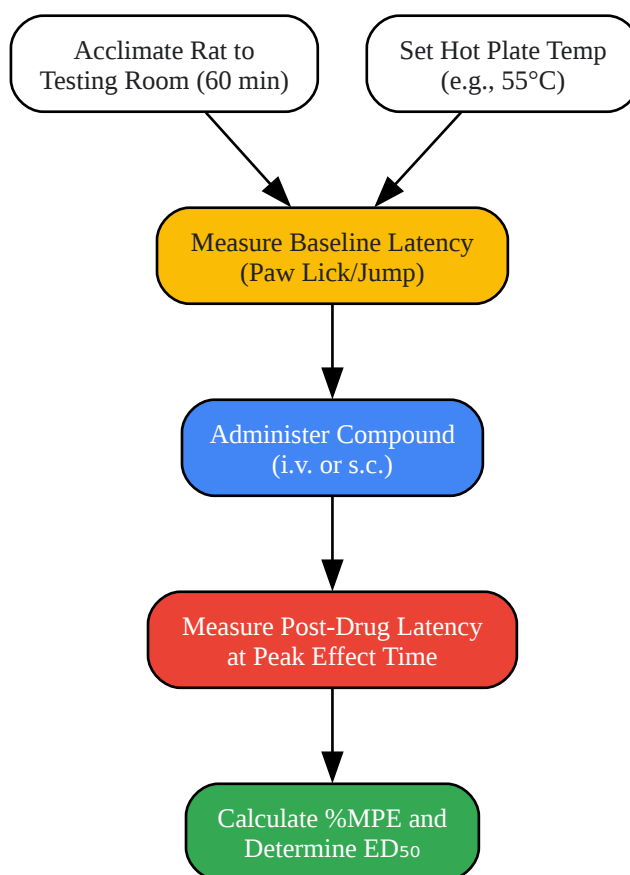 Acclimate Rat to
Testing Room (60 min)
Set Hot Plate Temp
(e.g., 55°C)
Measure Baseline Latency
(Paw Lick/Jump)
Administer Compound
(i.v. or s.c.)
Measure Post-Drug Latency
at Peak Effect Time
Calculate %MPE and
Determine ED₅₀